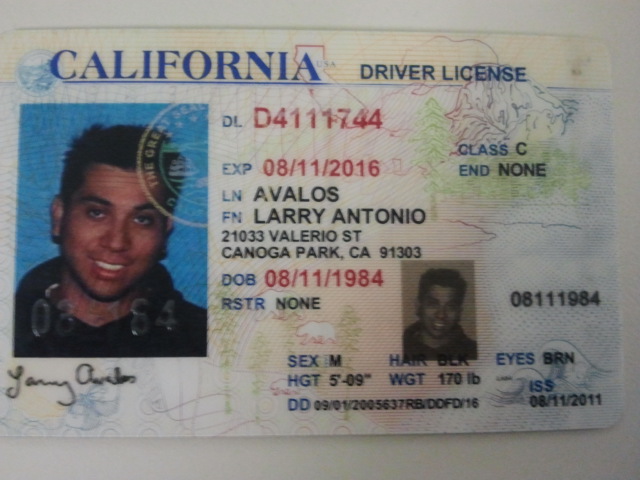 CALIFORNIA USA DRIVER LICENSE
DL D4111744
CLASS C
EXP 08/11/2016 END NONE
LN AVALOS
FN LARRY ANTONIO
21033 VALERIO ST
CANOGA PARK, CA 91303
DOB 08/11/1984
RSTR NONE 08111984
SEX M HAIR BLK EYES BRN
HGT 5'-09" WGT 170 lb ISS
DD 09/01/2005637RB/DDFD/16 08/11/2011
Larry Avalos